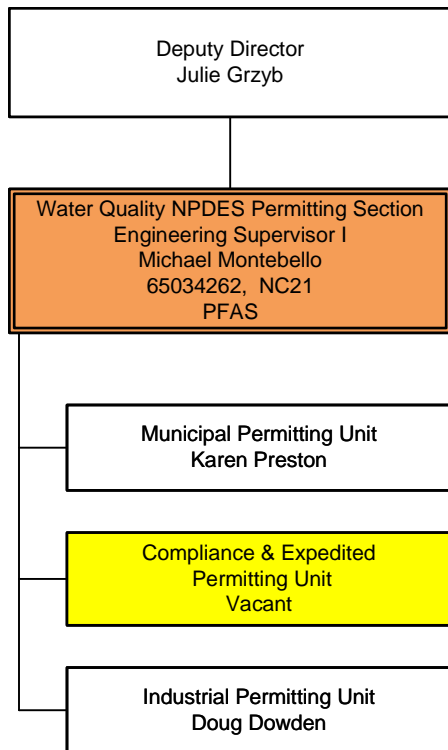 Deputy Director
Julie Grzyb
Water Quality NPDES Permitting Section
Engineering Supervisor I
Michael Montebello
65034262, NC21
PFAS
Municipal Permitting Unit
Karen Preston
Compliance & Expedited
Permitting Unit
Vacant
Industrial Permitting Unit
Doug Dowden